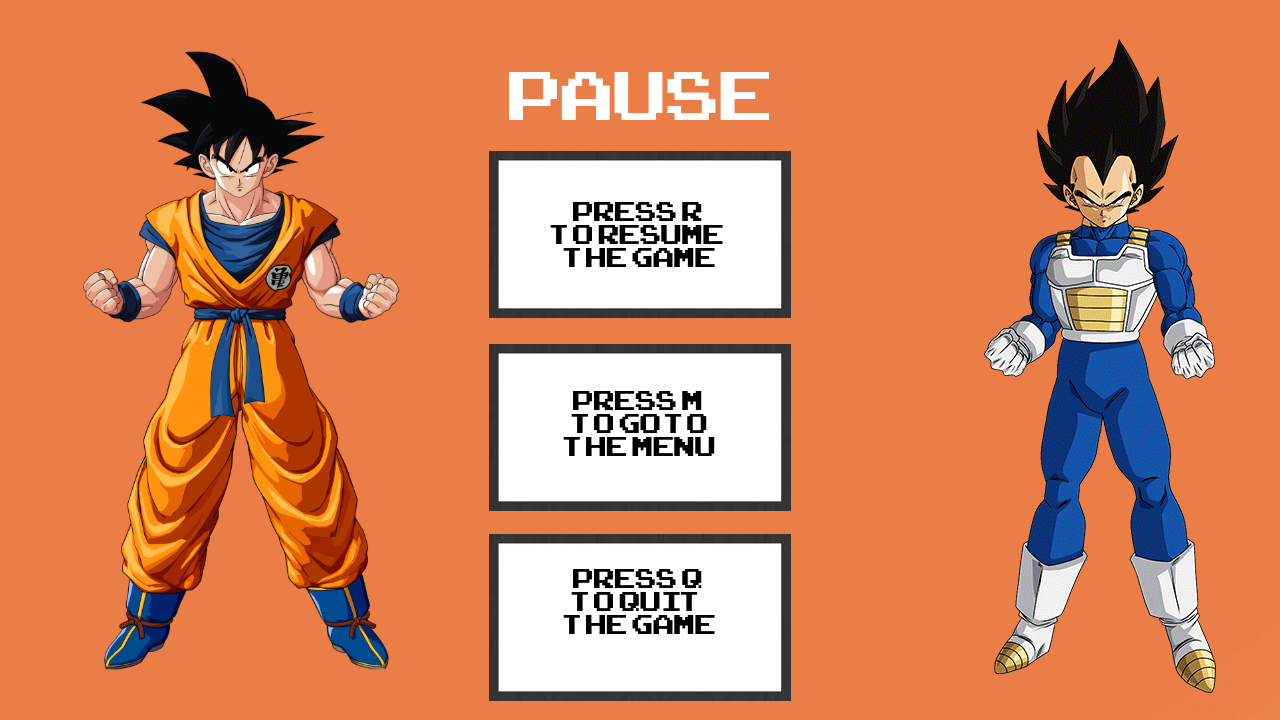 PAUSE
PRESS R
TO RESUME
THE GAME
PRESS M
TO GO TO
THE MENU
PRESS Q
TO QUIT
THE GAME